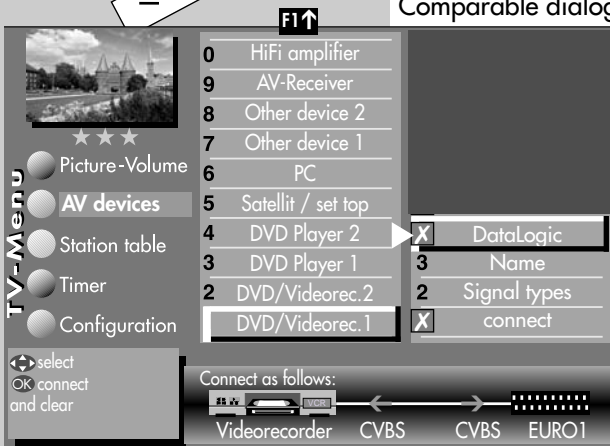 Comparable dialog
F1↑
0 HiFi amplifier
9 AV-Receiver
8 Other device 2
7 Other device 1
6 PC
5 Satellit / set top
4 DVD Player 2
3 DVD Player 1
2 DVD/Videorec.2
DVD/Videorec.1
TV-Menu
Picture-Volume
AV devices
Station table
Timer
Configuration
X DataLogic
3 Name
2 Signal types
X connect
select
OK connect
and clear
Connect as follows:
VCR
Videorecorder CVBS CVBS EURO1